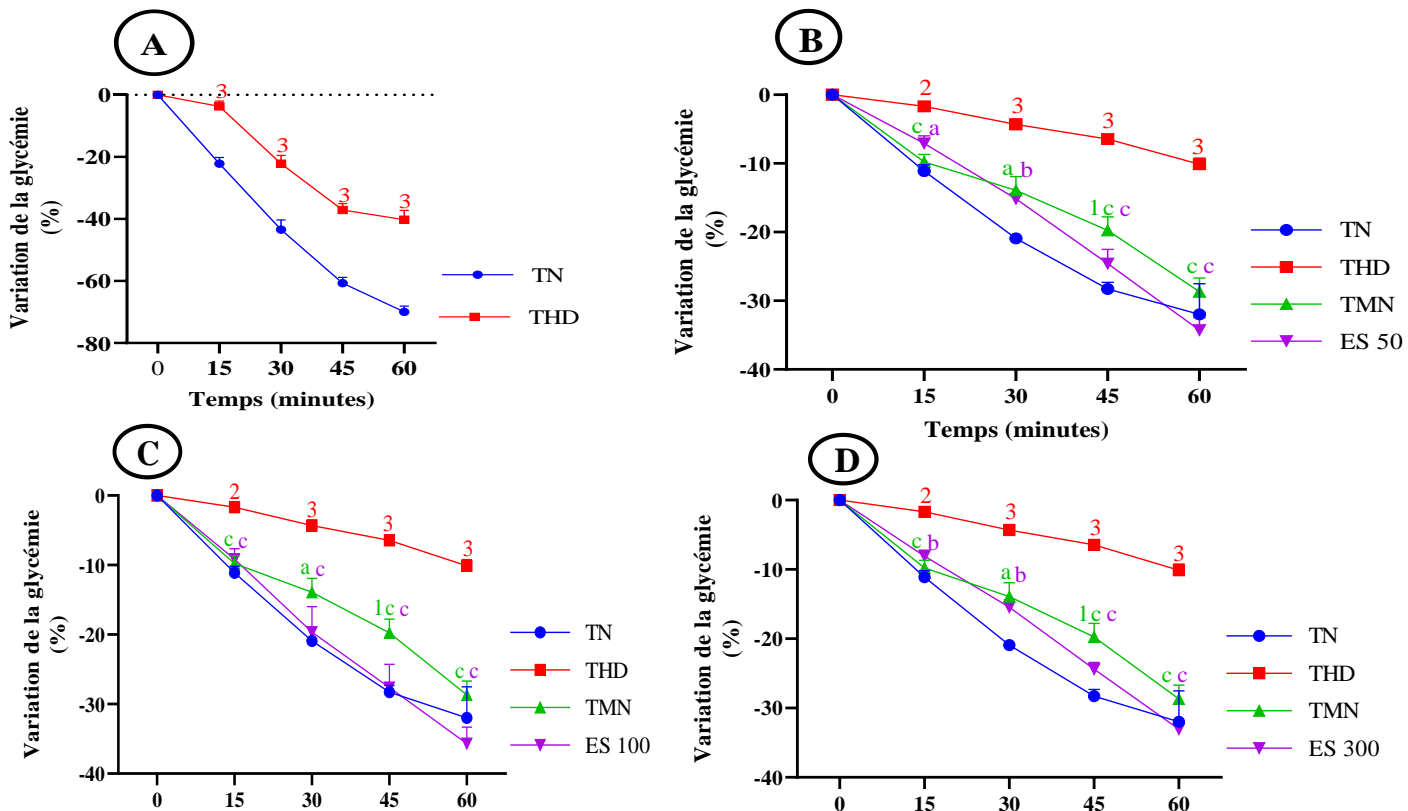 A
Variation de la glycémie
(%)
0
-20
-40
-60
-80
3
3
3
3
0 15 30 45 60
Temps (minutes)
TN
THD
B
Variation de la glycémie
(%)
0
-10
-20
-30
-40
2
3
3
3
c a
a b
1c c
c c
0 15 30 45 60
Temps (minutes)
TN
THD
TMN
ES 50
C
Variation de la glycémie
(%)
0
-10
-20
-30
-40
2
3
3
3
c c
a c
1c c
c c
0 15 30 45 60
TN
THD
TMN
ES 100
D
Variation de la glycémie
(%)
0
-10
-20
-30
-40
2
3
3
3
c b
a b
1c c
c c
0 15 30 45 60
TN
THD
TMN
ES 300